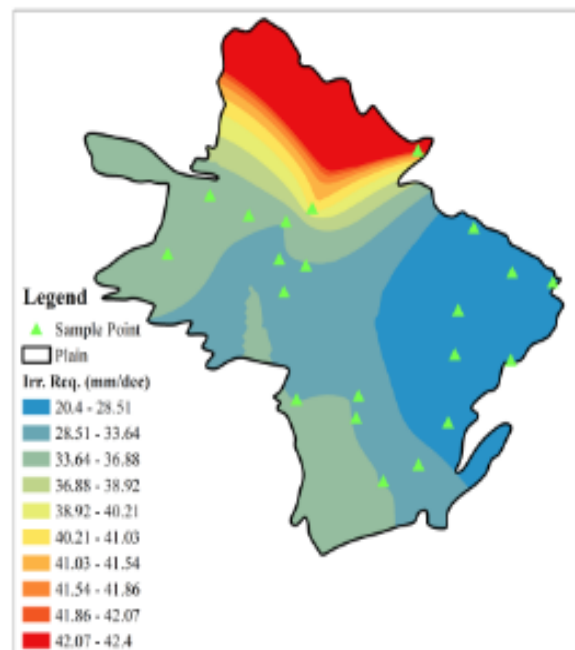 Legend
Sample Point
Plain
Irr. Req. (mm/dec)
20.4 - 28.51
28.51 - 33.64
33.64 - 36.88
36.88 - 38.92
38.92 - 40.21
40.21 - 41.03
41.03 - 41.54
41.54 - 41.86
41.86 - 42.07
42.07 - 42.4